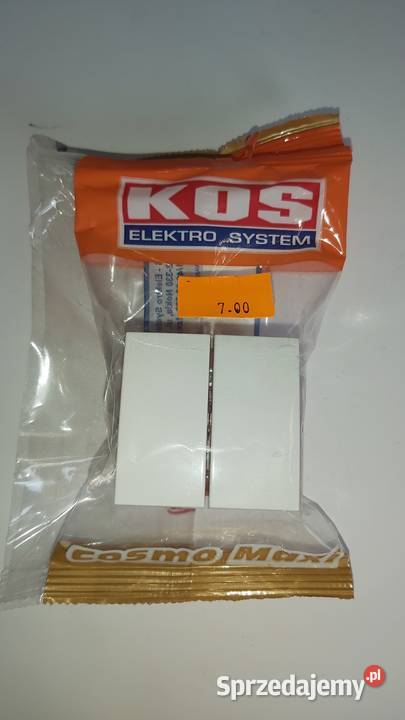 KOS
ELEKTRO SYSTEM
7.00
Cosmo Maxi
Sprzedajemy.pl